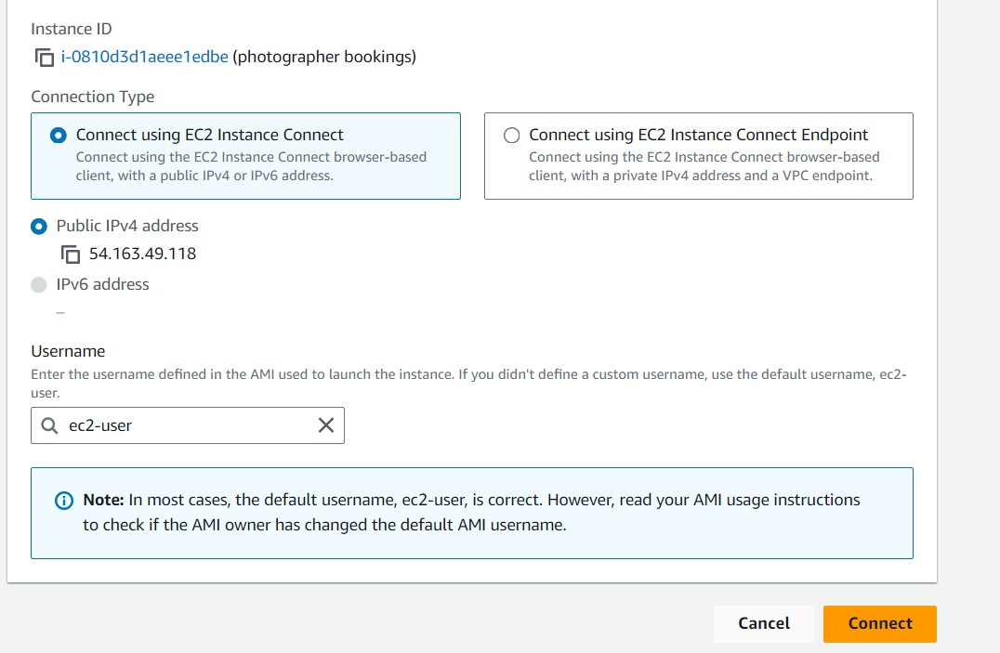 Instance ID
i-0810d3d1aeee1edbe (photographer bookings)
Connection Type
Connect using EC2 Instance Connect
Connect using the EC2 Instance Connect browser-based
client, with a public IPv4 or IPv6 address.
Connect using EC2 Instance Connect Endpoint
Connect using the EC2 Instance Connect browser-based
client, with a private IPv4 address and a VPC endpoint.
Public IPv4 address
54.163.49.118
IPv6 address
–
Username
Enter the username defined in the AMI used to launch the instance. If you didn't define a custom username, use the default username, ec2-
user.
ec2-user
Note: In most cases, the default username, ec2-user, is correct. However, read your AMI usage instructions
to check if the AMI owner has changed the default AMI username.
Cancel
Connect